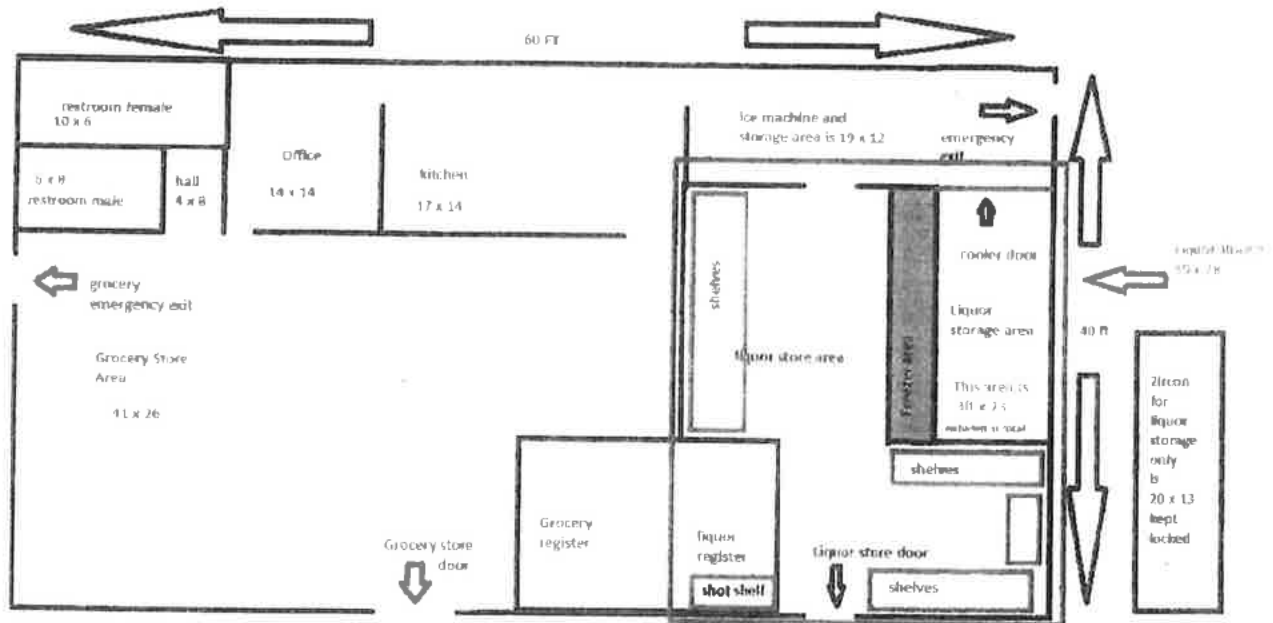 60 FT
restroom female
10 x 6
Office
14 x 14
kitchen
17 x 14
Ice machine and
storage area is 19 x 12
emergency
exit
6 x 8
restroom male
hall
4 x 8
grocery
emergency exit
Grocery Store
Area
41 x 26
shelves
liquor store area
Freezer area
cooler door
Liquor
storage area
This area is
x 23
40 ft
Zircon
for
liquor
storage
only
is
20 x 13
kept
locked
shelves
Grocery
register
liquor
register
shot shelf
Grocery store
door
Liquor store door
shelves